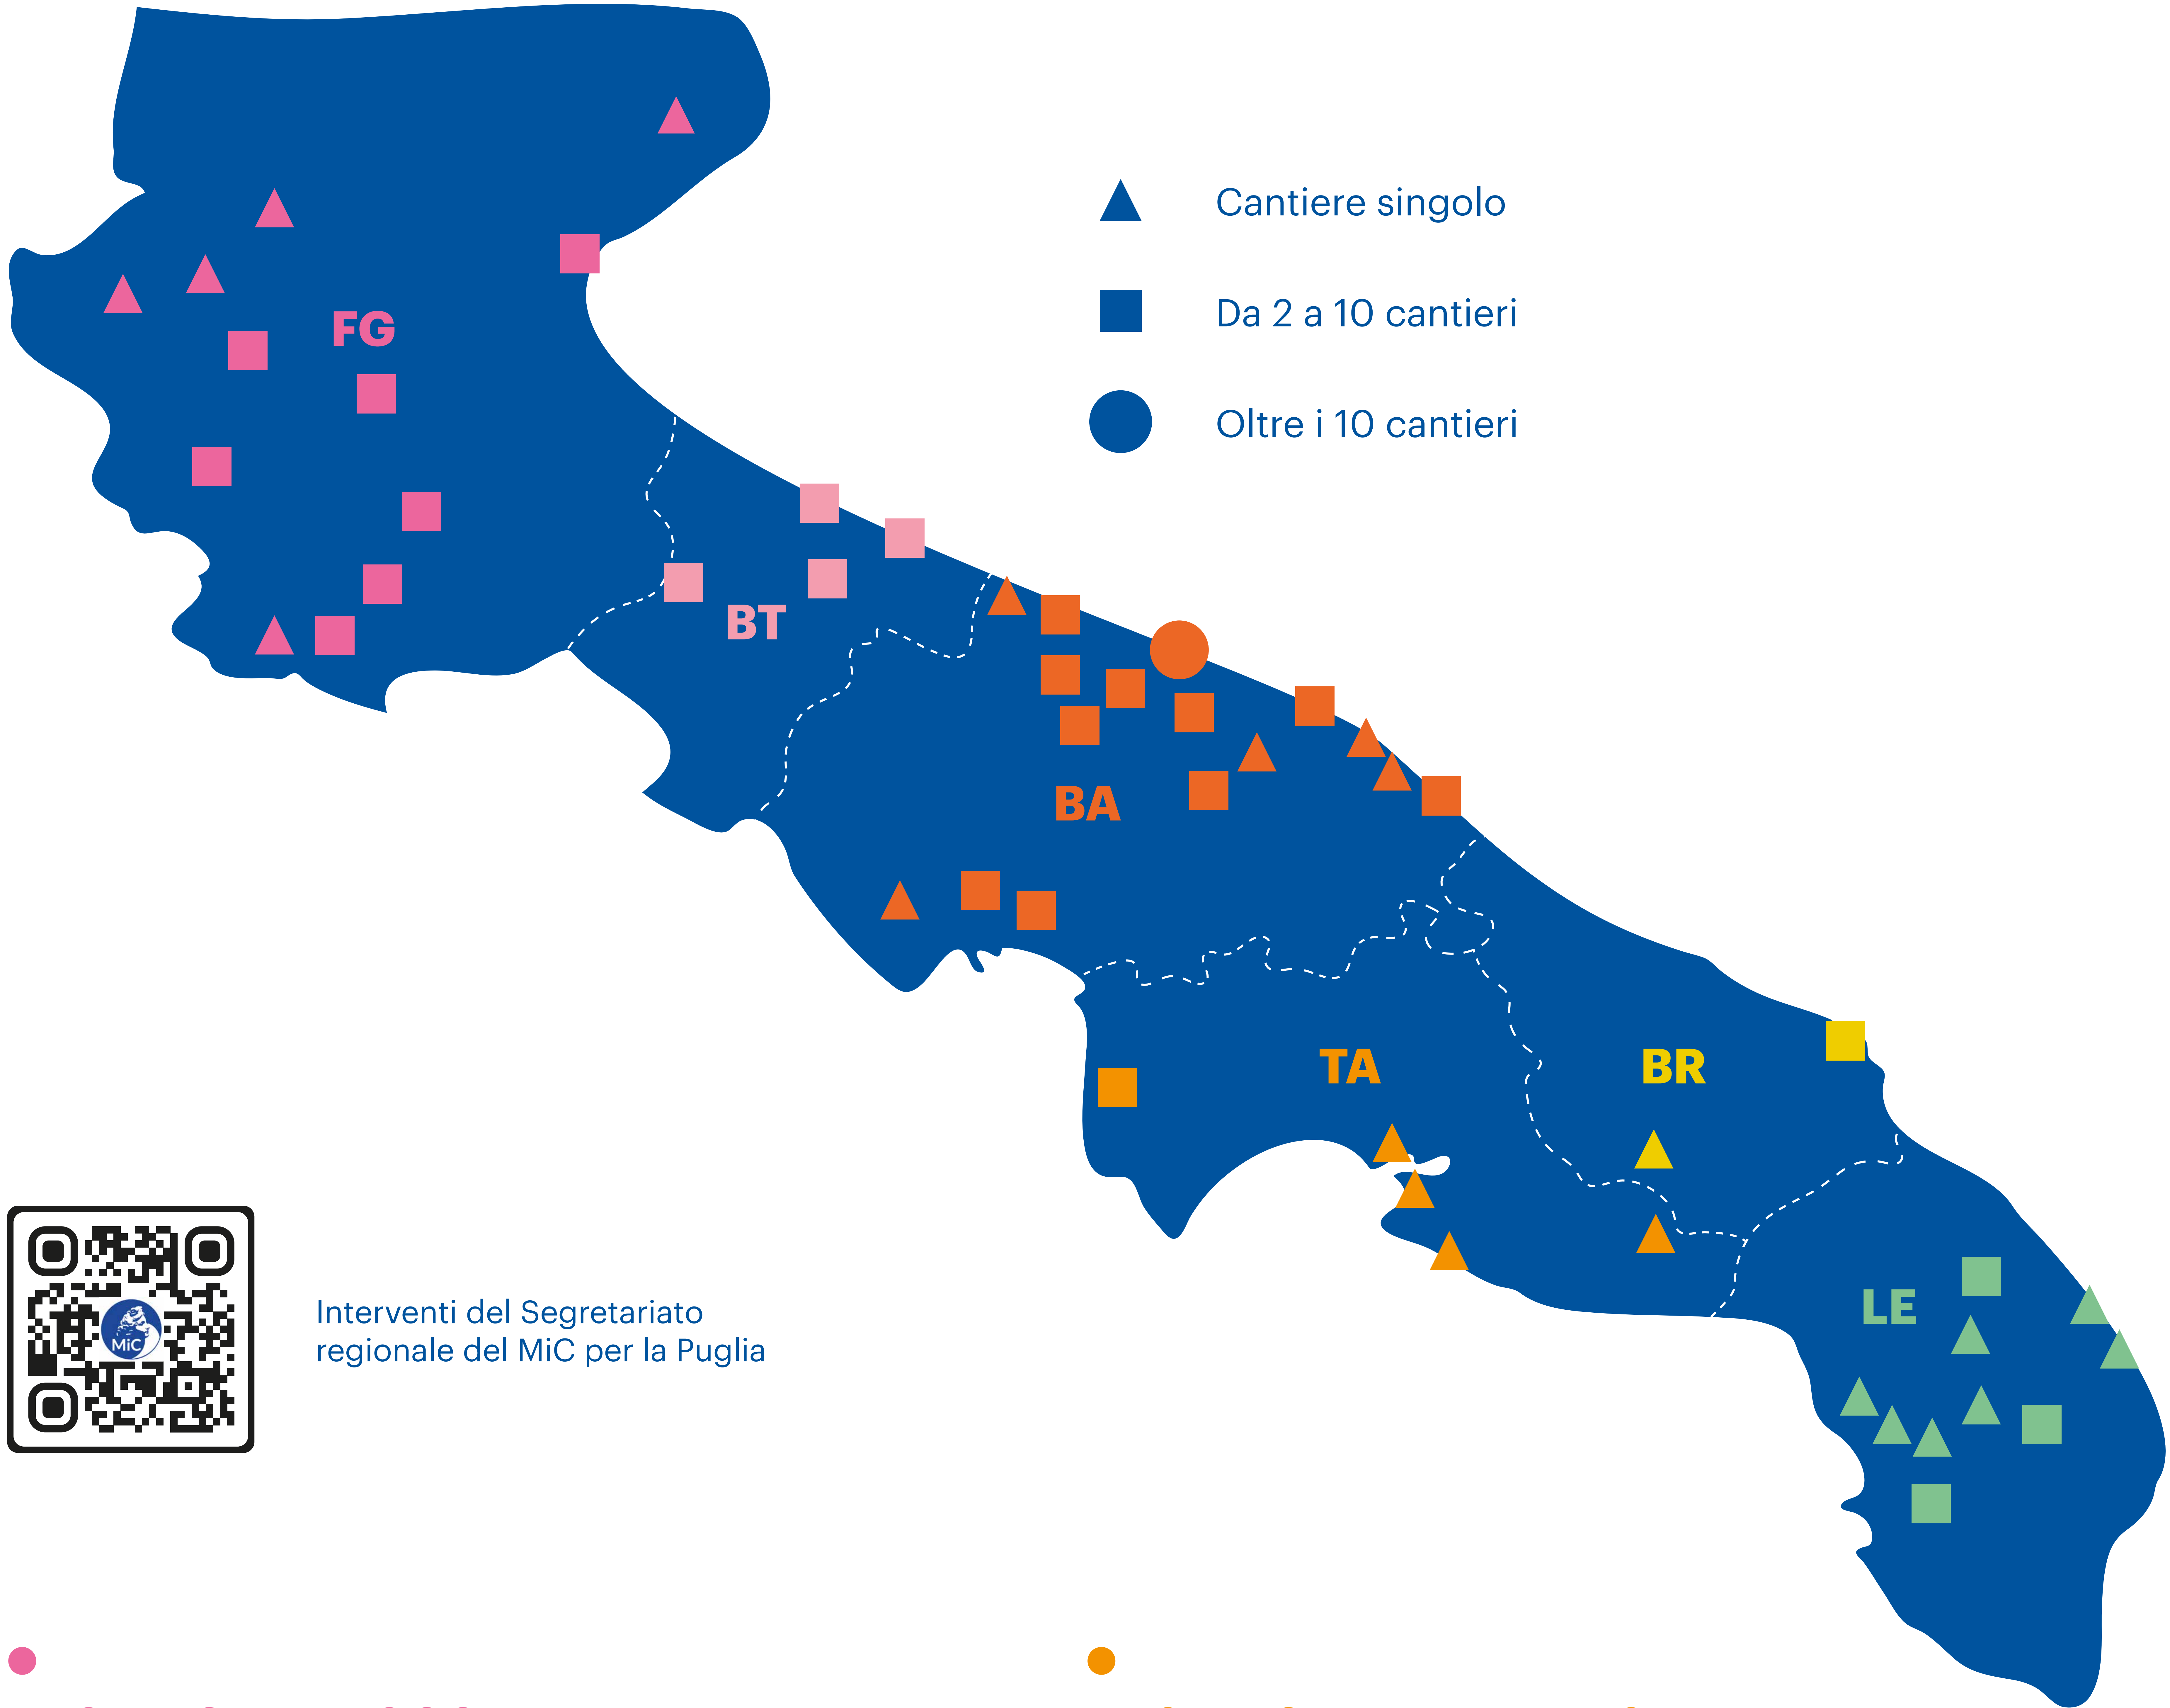 Cantiere singolo
Da 2 a 10 cantieri
Oltre i 10 cantieri
FG
BT
BA
TA
BR
LE
MiC
Interventi del Segretariato
regionale del MiC per la Puglia